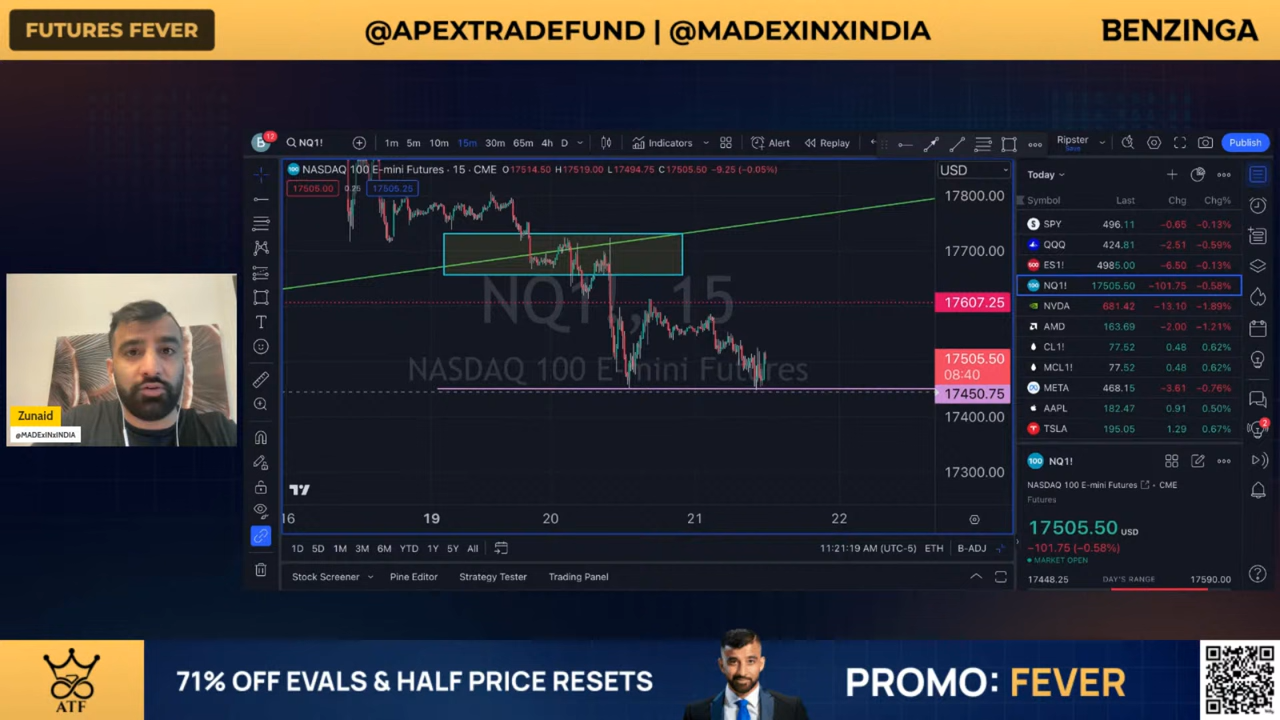 FUTURES FEVER
@APEXTRADEFUND | @MADEXINXINDIA
BENZINGA
B 12 NQ1! 1m 5m 10m 15m 30m 65m 4h D Indicators Alert Replay Ripster Save Publish
NASDAQ 100 E-mini Futures · 15 · CME O17514.50 H17519.00 L17494.75 C17505.50 −9.25 (−0.05%)
17505.00 0.25 17505.25
USD
17800.00
17700.00
17607.25
17505.50
08:40
17450.75
17400.00
17300.00
NQ1!, 15
NASDAQ 100 E-mini Futures
16 19 20 21 22
1D 5D 1M 3M 6M YTD 1Y 5Y All 11:21:19 AM (UTC-5) ETH B-ADJ
Stock Screener Pine Editor Strategy Tester Trading Panel
Today
Symbol Last Chg Chg%
SPY 496.11 −0.65 −0.13%
QQQ 424.81 −2.51 −0.59%
500 ES1! 4985.00 −6.50 −0.13%
100 NQ1! 17505.50 −101.75 −0.58%
NVDA 681.42 −13.10 −1.89%
AMD 163.69 −2.00 −1.21%
CL1! 77.52 0.48 0.62%
MCL1! 77.52 0.48 0.62%
META 468.15 −3.61 −0.76%
AAPL 182.47 0.91 0.50%
TSLA 195.05 1.29 0.67%
2
100 NQ1!
NASDAQ 100 E-mini Futures · CME
Futures
17505.50 USD
−101.75 (−0.58%)
MARKET OPEN
17448.25 DAY'S RANGE 17590.00
Zunaid
@MADExINxINDIA
ATF
71% OFF EVALS & HALF PRICE RESETS
PROMO: FEVER